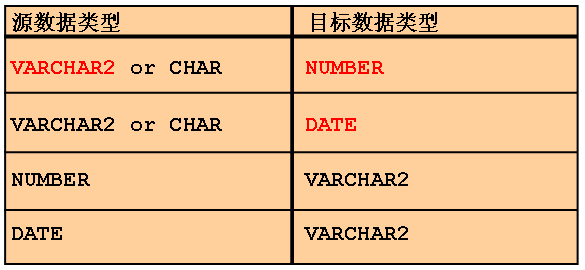 源数据类型 目标数据类型
VARCHAR2 or CHAR NUMBER
VARCHAR2 or CHAR DATE
NUMBER VARCHAR2
DATE VARCHAR2